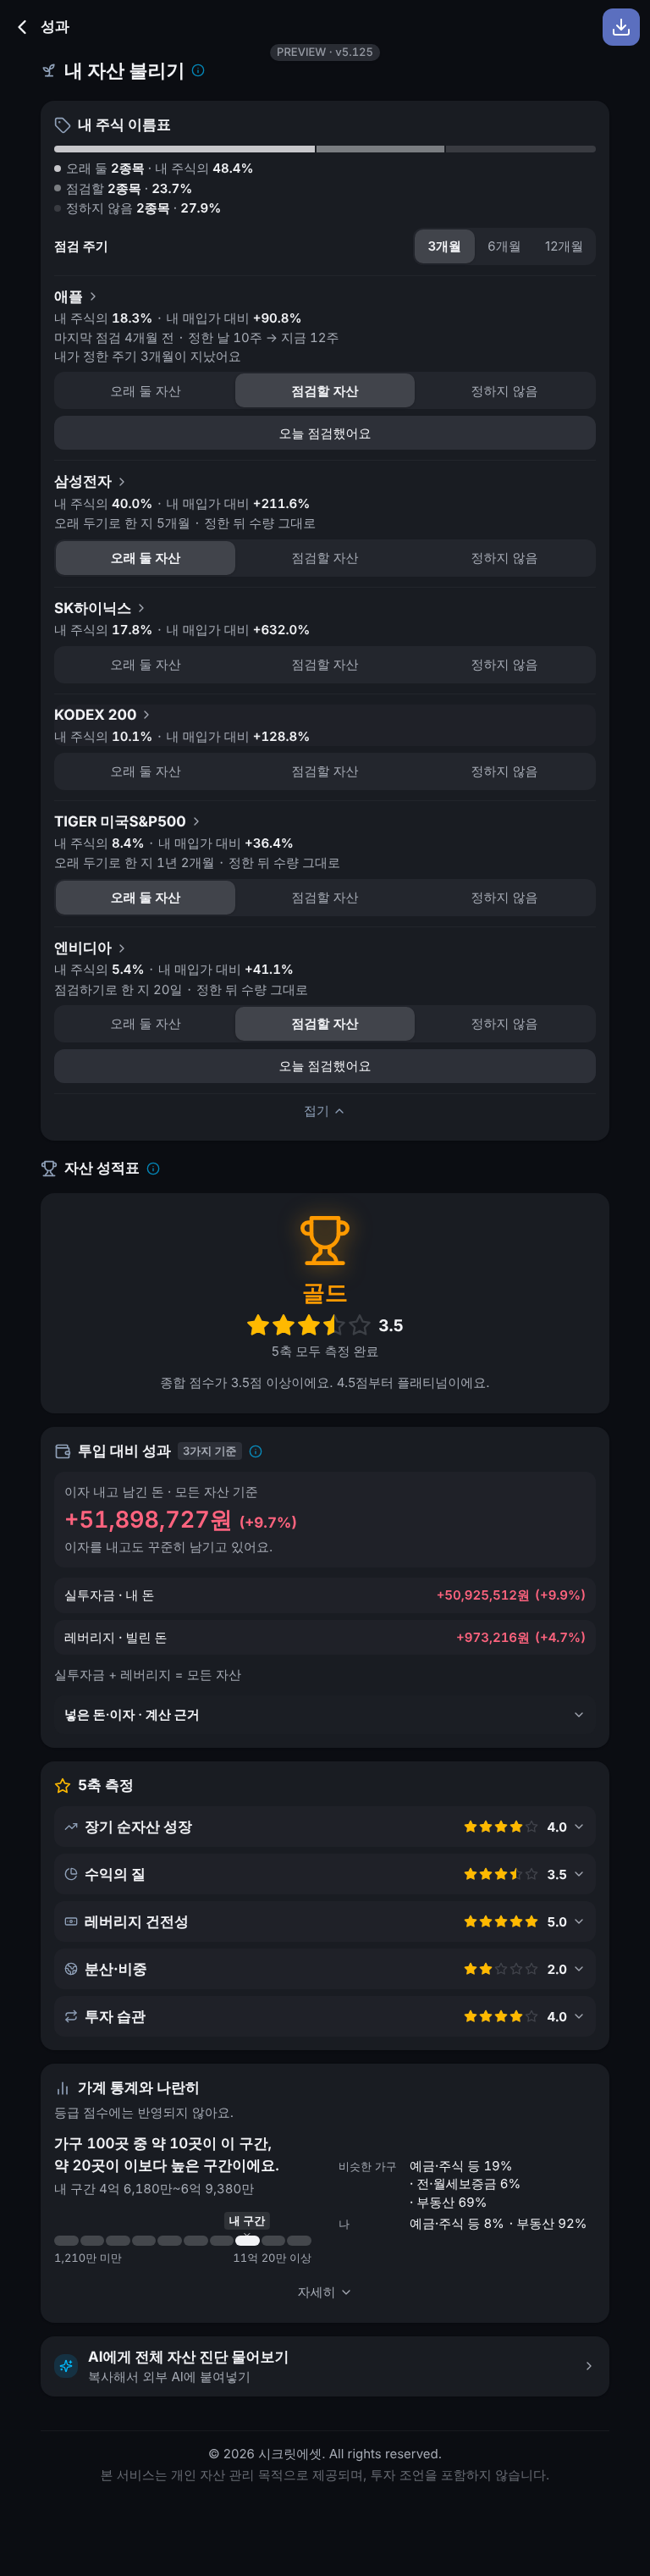 성과
PREVIEW · v5.125
내 자산 불리기
내 주식 이름표
오래 둘 2종목 · 내 주식의 48.4%
점검할 2종목 · 23.7%
정하지 않음 2종목 · 27.9%
점검 주기 3개월 6개월 12개월
애플
내 주식의 18.3% · 내 매입가 대비 +90.8%
마지막 점검 4개월 전 · 정한 날 10주 → 지금 12주
내가 정한 주기 3개월이 지났어요
오래 둘 자산 점검할 자산 정하지 않음
오늘 점검했어요
삼성전자
내 주식의 40.0% · 내 매입가 대비 +211.6%
오래 두기로 한 지 5개월 · 정한 뒤 수량 그대로
오래 둘 자산 점검할 자산 정하지 않음
SK하이닉스
내 주식의 17.8% · 내 매입가 대비 +632.0%
오래 둘 자산 점검할 자산 정하지 않음
KODEX 200
내 주식의 10.1% · 내 매입가 대비 +128.8%
오래 둘 자산 점검할 자산 정하지 않음
TIGER 미국S&P500
내 주식의 8.4% · 내 매입가 대비 +36.4%
오래 두기로 한 지 1년 2개월 · 정한 뒤 수량 그대로
오래 둘 자산 점검할 자산 정하지 않음
엔비디아
내 주식의 5.4% · 내 매입가 대비 +41.1%
점검하기로 한 지 20일 · 정한 뒤 수량 그대로
오래 둘 자산 점검할 자산 정하지 않음
오늘 점검했어요
접기
자산 성적표
골드
3.5
5축 모두 측정 완료
종합 점수가 3.5점 이상이에요. 4.5점부터 플래티넘이에요.
투입 대비 성과 3가지 기준
이자 내고 남긴 돈 · 모든 자산 기준
+51,898,727원 (+9.7%)
이자를 내고도 꾸준히 남기고 있어요.
실투자금 · 내 돈 +50,925,512원 (+9.9%)
레버리지 · 빌린 돈 +973,216원 (+4.7%)
실투자금 + 레버리지 = 모든 자산
넣은 돈·이자 · 계산 근거
5축 측정
장기 순자산 성장 4.0
수익의 질 3.5
레버리지 건전성 5.0
분산·비중 2.0
투자 습관 4.0
가계 통계와 나란히
등급 점수에는 반영되지 않아요.
가구 100곳 중 약 10곳이 이 구간,
약 20곳이 이보다 높은 구간이에요.
내 구간 4억 6,180만~6억 9,380만
내 구간
1,210만 미만 11억 20만 이상
비슷한 가구 예금·주식 등 19%
· 전·월세보증금 6%
· 부동산 69%
나 예금·주식 등 8% · 부동산 92%
자세히
AI에게 전체 자산 진단 물어보기
복사해서 외부 AI에 붙여넣기
© 2026 시크릿에셋. All rights reserved.
본 서비스는 개인 자산 관리 목적으로 제공되며, 투자 조언을 포함하지 않습니다.